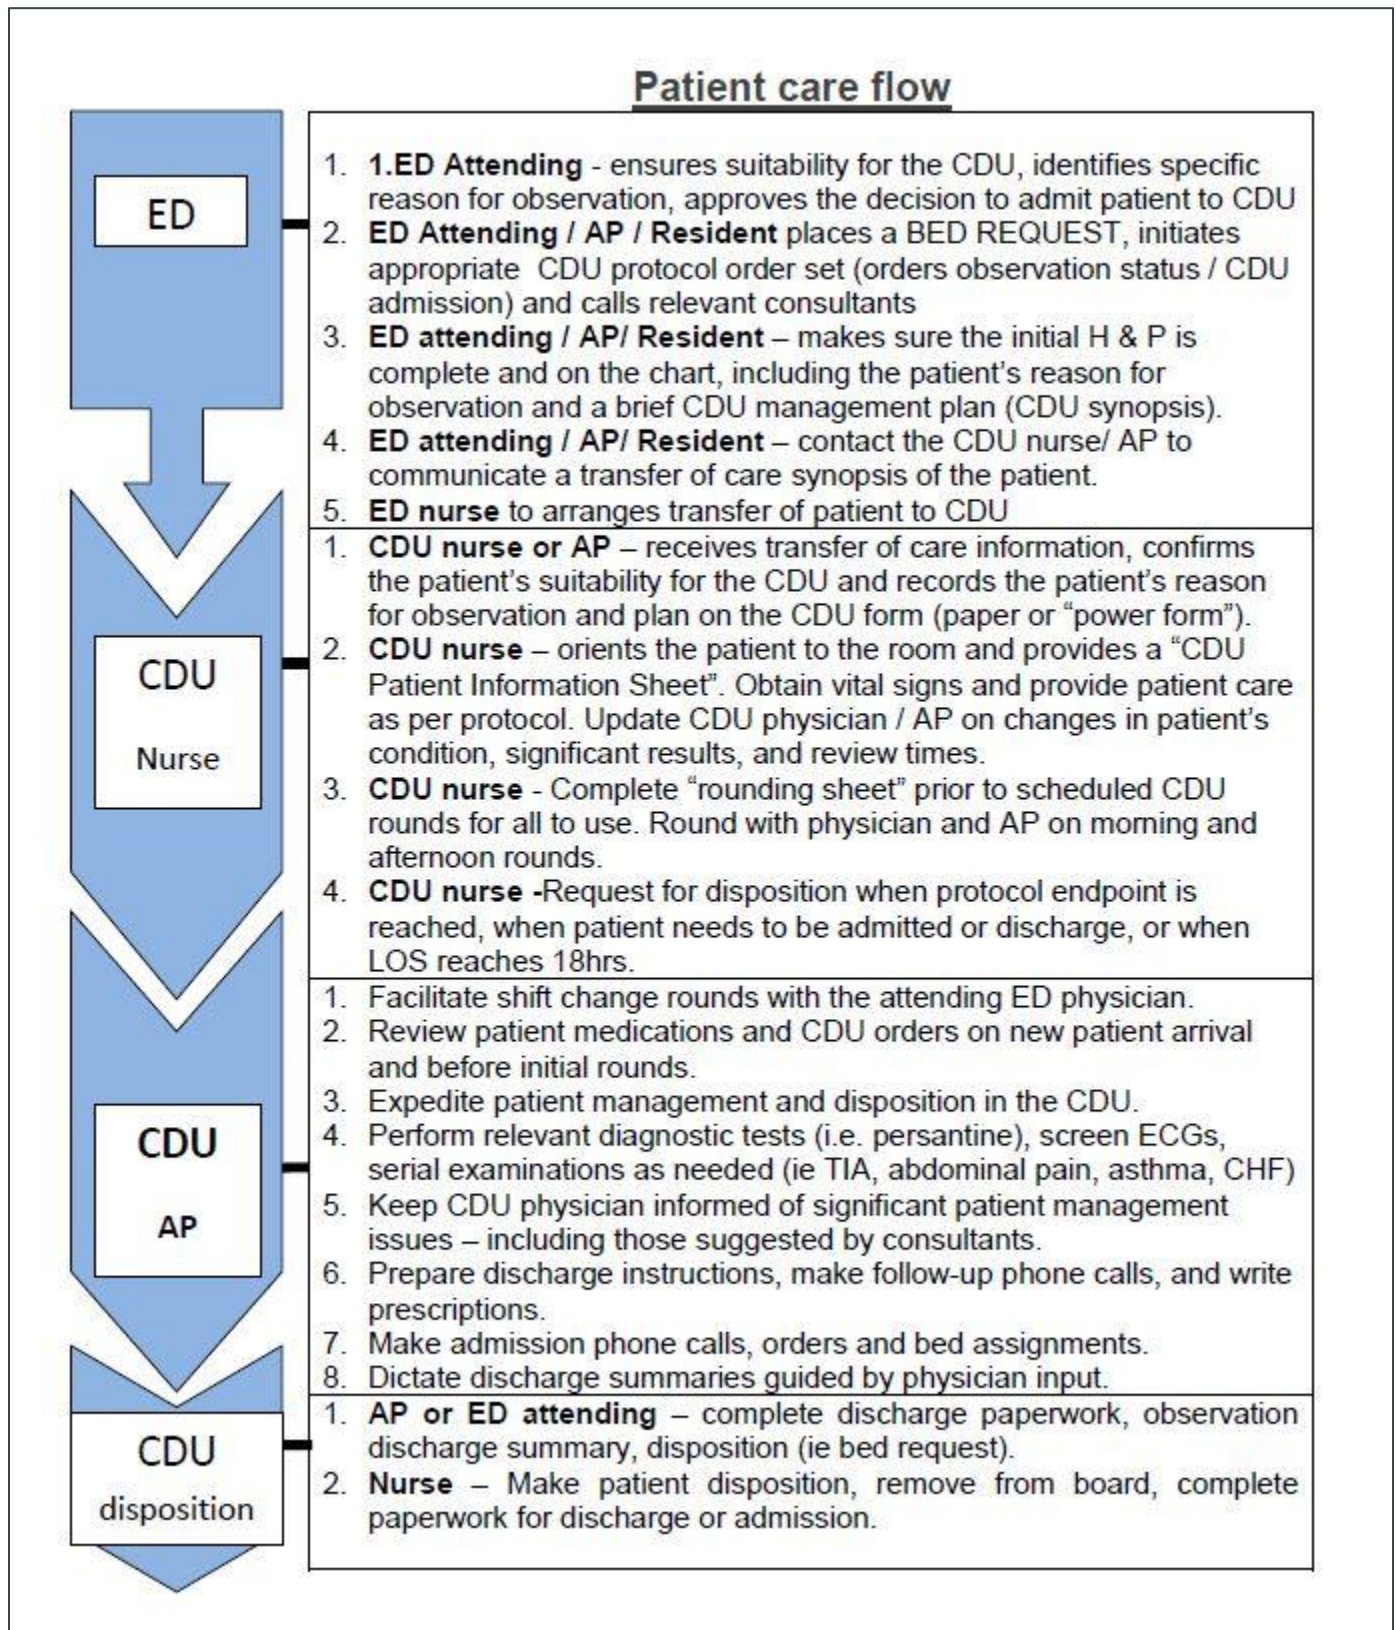 Patient care flow
ED
1. 1.ED Attending - ensures suitability for the CDU, identifies specific
reason for observation, approves the decision to admit patient to CDU
2. ED Attending / AP / Resident places a BED REQUEST, initiates
appropriate CDU protocol order set (orders observation status / CDU
admission) and calls relevant consultants
3. ED attending / AP/ Resident – makes sure the initial H & P is
complete and on the chart, including the patient's reason for
observation and a brief CDU management plan (CDU synopsis).
4. ED attending / AP/ Resident – contact the CDU nurse/ AP to
communicate a transfer of care synopsis of the patient.
5. ED nurse to arranges transfer of patient to CDU
CDU
Nurse
1. CDU nurse or AP – receives transfer of care information, confirms
the patient's suitability for the CDU and records the patient's reason
for observation and plan on the CDU form (paper or “power form”).
2. CDU nurse – orients the patient to the room and provides a “CDU
Patient Information Sheet”. Obtain vital signs and provide patient care
as per protocol. Update CDU physician / AP on changes in patient's
condition, significant results, and review times.
3. CDU nurse - Complete “rounding sheet” prior to scheduled CDU
rounds for all to use. Round with physician and AP on morning and
afternoon rounds.
4. CDU nurse -Request for disposition when protocol endpoint is
reached, when patient needs to be admitted or discharge, or when
LOS reaches 18hrs.
CDU
AP
1. Facilitate shift change rounds with the attending ED physician.
2. Review patient medications and CDU orders on new patient arrival
and before initial rounds.
3. Expedite patient management and disposition in the CDU.
4. Perform relevant diagnostic tests (i.e. persantine), screen ECGs,
serial examinations as needed (ie TIA, abdominal pain, asthma, CHF)
5. Keep CDU physician informed of significant patient management
issues – including those suggested by consultants.
6. Prepare discharge instructions, make follow-up phone calls, and write
prescriptions.
7. Make admission phone calls, orders and bed assignments.
8. Dictate discharge summaries guided by physician input.
CDU
disposition
1. AP or ED attending – complete discharge paperwork, observation
discharge summary, disposition (ie bed request).
2. Nurse – Make patient disposition, remove from board, complete
paperwork for discharge or admission.